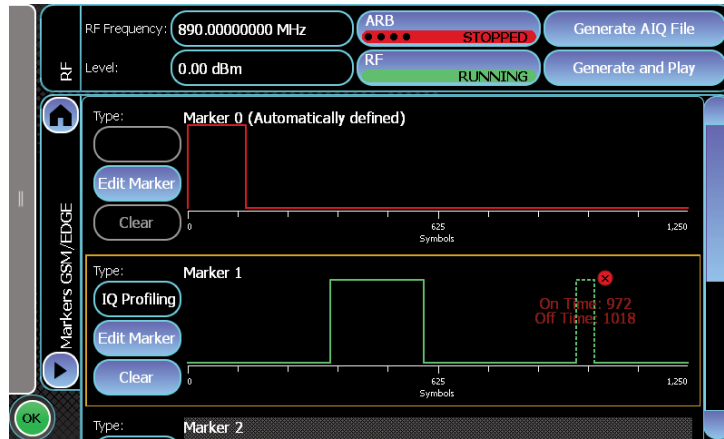 RF
RF Frequency:
890.00000000 MHz
ARB
STOPPED
Generate AIQ File
Level:
0.00 dBm
RF
RUNNING
Generate and Play
Markers GSM/EDGE
Type:
Marker 0 (Automatically defined)
Edit Marker
Clear
0
625
1,250
Symbols
Type:
Marker 1
IQ Profiling
On Time: 972
Off Time: 1018
Edit Marker
Clear
0
625
1,250
Symbols
OK
Type:
Marker 2